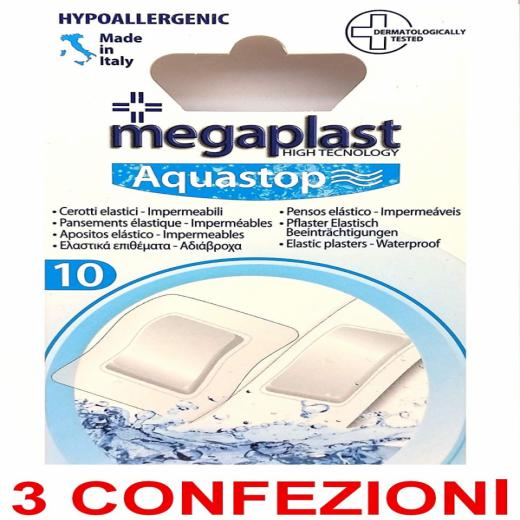 HYPOALLERGENIC
Made
in
Italy
DERMATOLOGICALLY
TESTED
megaplast
HIGH TECNOLOGY
Aquastop
• Cerotti elastici - Impermeabili
• Pansements élastique - Imperméables
• Apositos elástico - Impermeables
• Ελαστικά επιθέματα - Αδιάβροχα
• Pensos elástico - Impermeáveis
• Pflaster Elastisch
Beeinträchtigungen
• Elastic plasters - Waterproof
10
3 CONFEZIONI